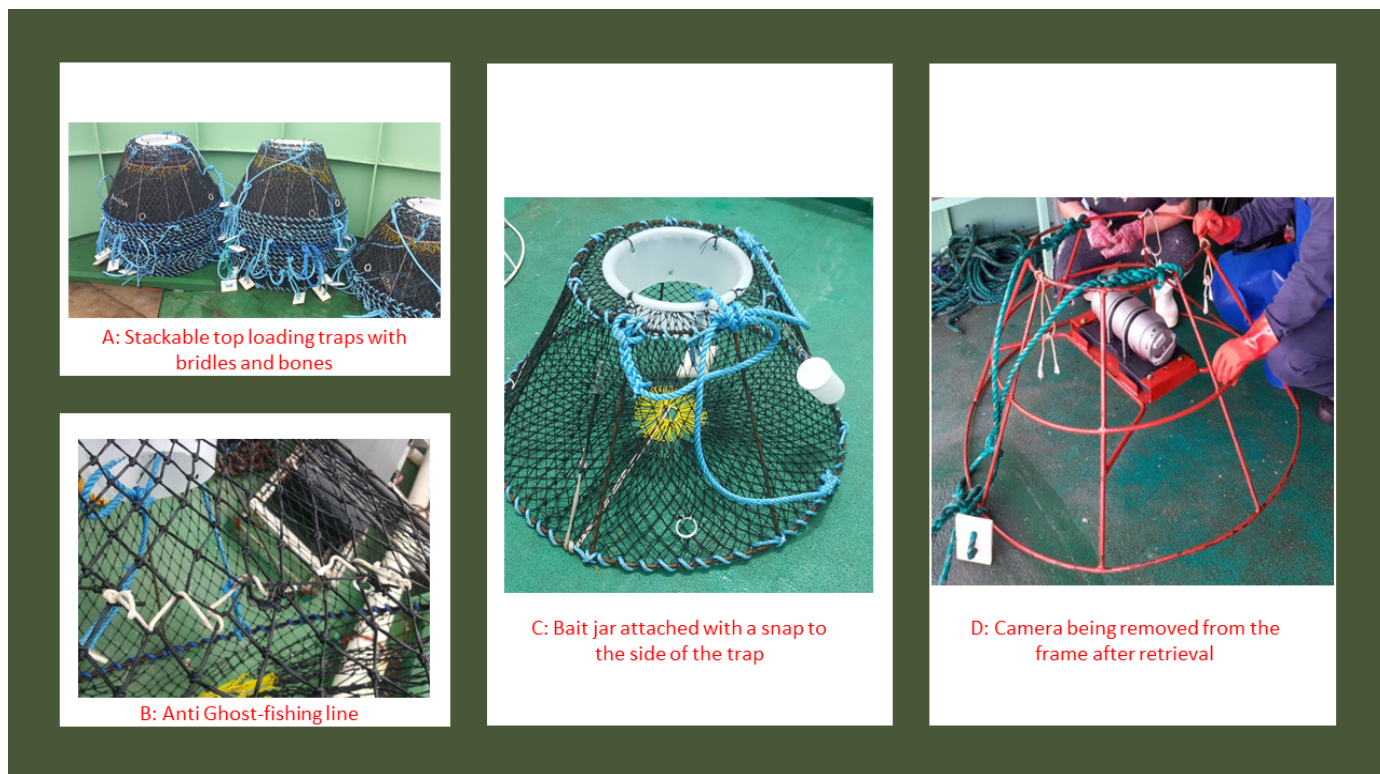 A: Stackable top loading traps with
bridles and bones
B: Anti Ghost-fishing line
C: Bait jar attached with a snap to
the side of the trap
D: Camera being removed from the
frame after retrieval